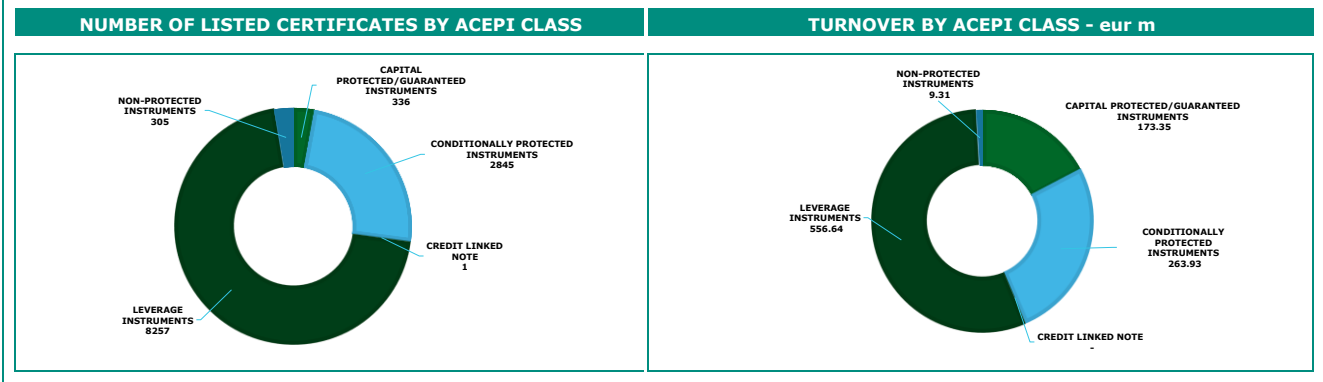 NUMBER OF LISTED CERTIFICATES BY ACEPI CLASS
CAPITAL
PROTECTED/GUARANTEED
INSTRUMENTS
336
NON-PROTECTED
INSTRUMENTS
305
CONDITIONALLY PROTECTED
INSTRUMENTS
2845
CREDIT LINKED
NOTE
1
LEVERAGE
INSTRUMENTS
8257
TURNOVER BY ACEPI CLASS - eur m
NON-PROTECTED
INSTRUMENTS
9.31
CAPITAL PROTECTED/GUARANTEED
INSTRUMENTS
173.35
LEVERAGE
INSTRUMENTS
556.64
CONDITIONALLY
PROTECTED
INSTRUMENTS
263.93
CREDIT LINKED NOTE
-